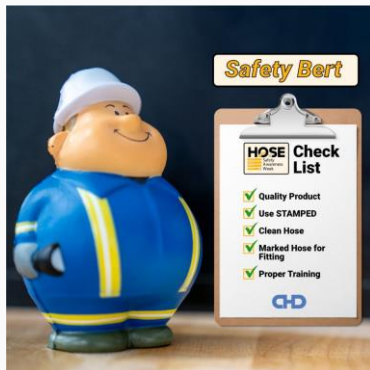 Safety Bert
HOSE
Safety
Awareness
Week
Check
List
Quality Product
Use STAMPED
Clean Hose
Marked Hose for
Fitting
Proper Training
CHD